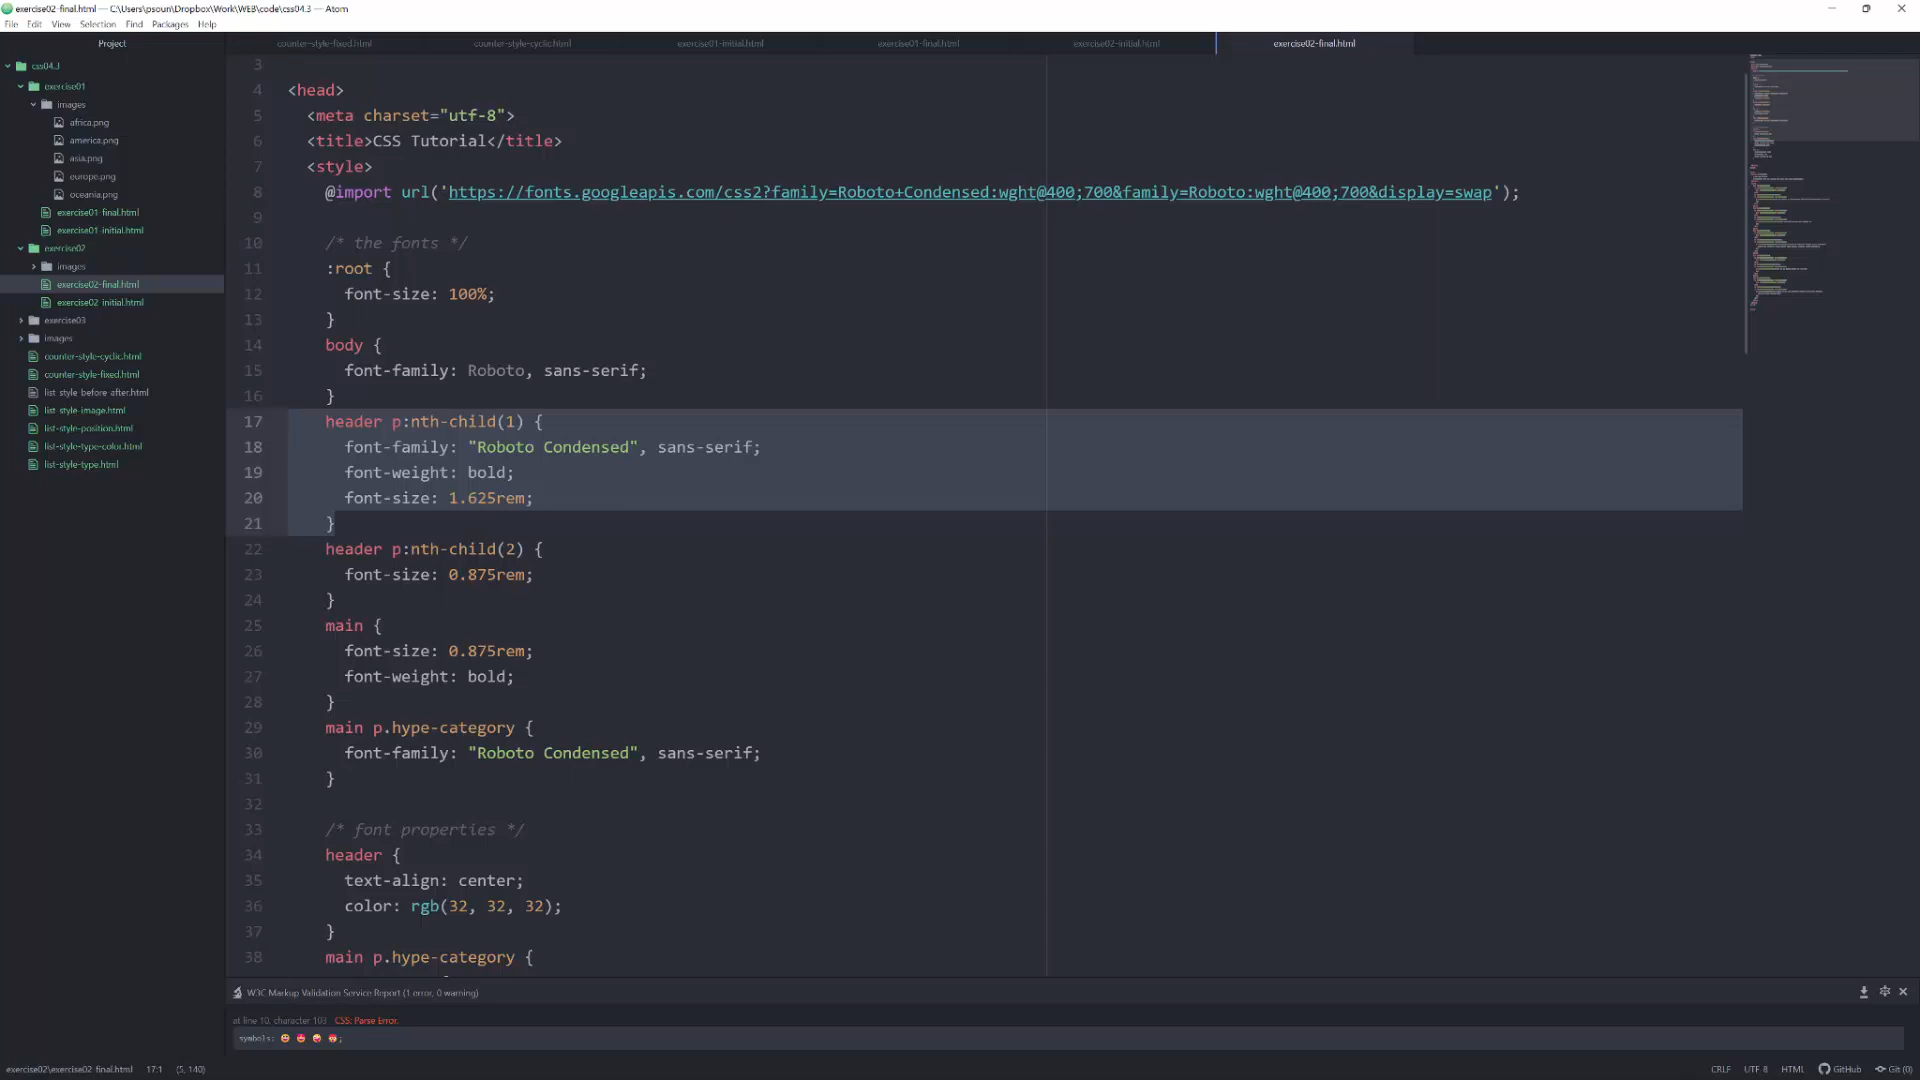 exercise02-final.html — C:\Users\psoun\Dropbox\Work\WEB\code\css04.3 — Atom
File Edit View Selection Find Packages Help
Project
css04.3
exercise01
images
africa.png
america.png
asia.png
europe.png
oceania.png
exercise01-final.html
exercise01-initial.html
exercise02
images
exercise02-final.html
exercise02-initial.html
exercise03
images
counter-style-cyclic.html
counter-style-fixed.html
list-style-before-after.html
list-style-image.html
list-style-position.html
list-style-type-color.html
list-style-type.html
counter-style-fixed.html counter-style-cyclic.html exercise01-initial.html exercise01-final.html exercise02-initial.html exercise02-final.html
3
4 <head>
5 <meta charset="utf-8">
6 <title>CSS Tutorial</title>
7 <style>
8 @import url('https://fonts.googleapis.com/css2?family=Roboto+Condensed:wght@400;700&family=Roboto:wght@400;700&display=swap');
9
10 /* the fonts */
11 :root {
12 font-size: 100%;
13 }
14 body {
15 font-family: Roboto, sans-serif;
16 }
17 header p:nth-child(1) {
18 font-family: "Roboto Condensed", sans-serif;
19 font-weight: bold;
20 font-size: 1.625rem;
21 }
22 header p:nth-child(2) {
23 font-size: 0.875rem;
24 }
25 main {
26 font-size: 0.875rem;
27 font-weight: bold;
28 }
29 main p.hype-category {
30 font-family: "Roboto Condensed", sans-serif;
31 }
32
33 /* font properties */
34 header {
35 text-align: center;
36 color: rgb(32, 32, 32);
37 }
38 main p.hype-category {
W3C Markup Validation Service Report (1 error, 0 warning)
at line 10, character 103 CSS: Parse Error.
symbols: 😃 😍 😜 😎;
exercise02\exercise02-final.html 17:1 (5, 140) CRLF UTF-8 HTML GitHub Git (0)